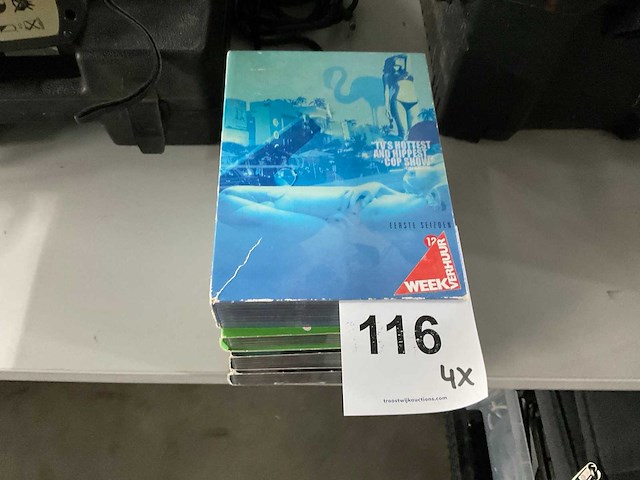 TV'S HOTTEST
AND HIPPEST
COP SHOW
EERSTE SEIZOEN
12
WEEK
VERHUUR
116
4X
troostwijkauctions.com